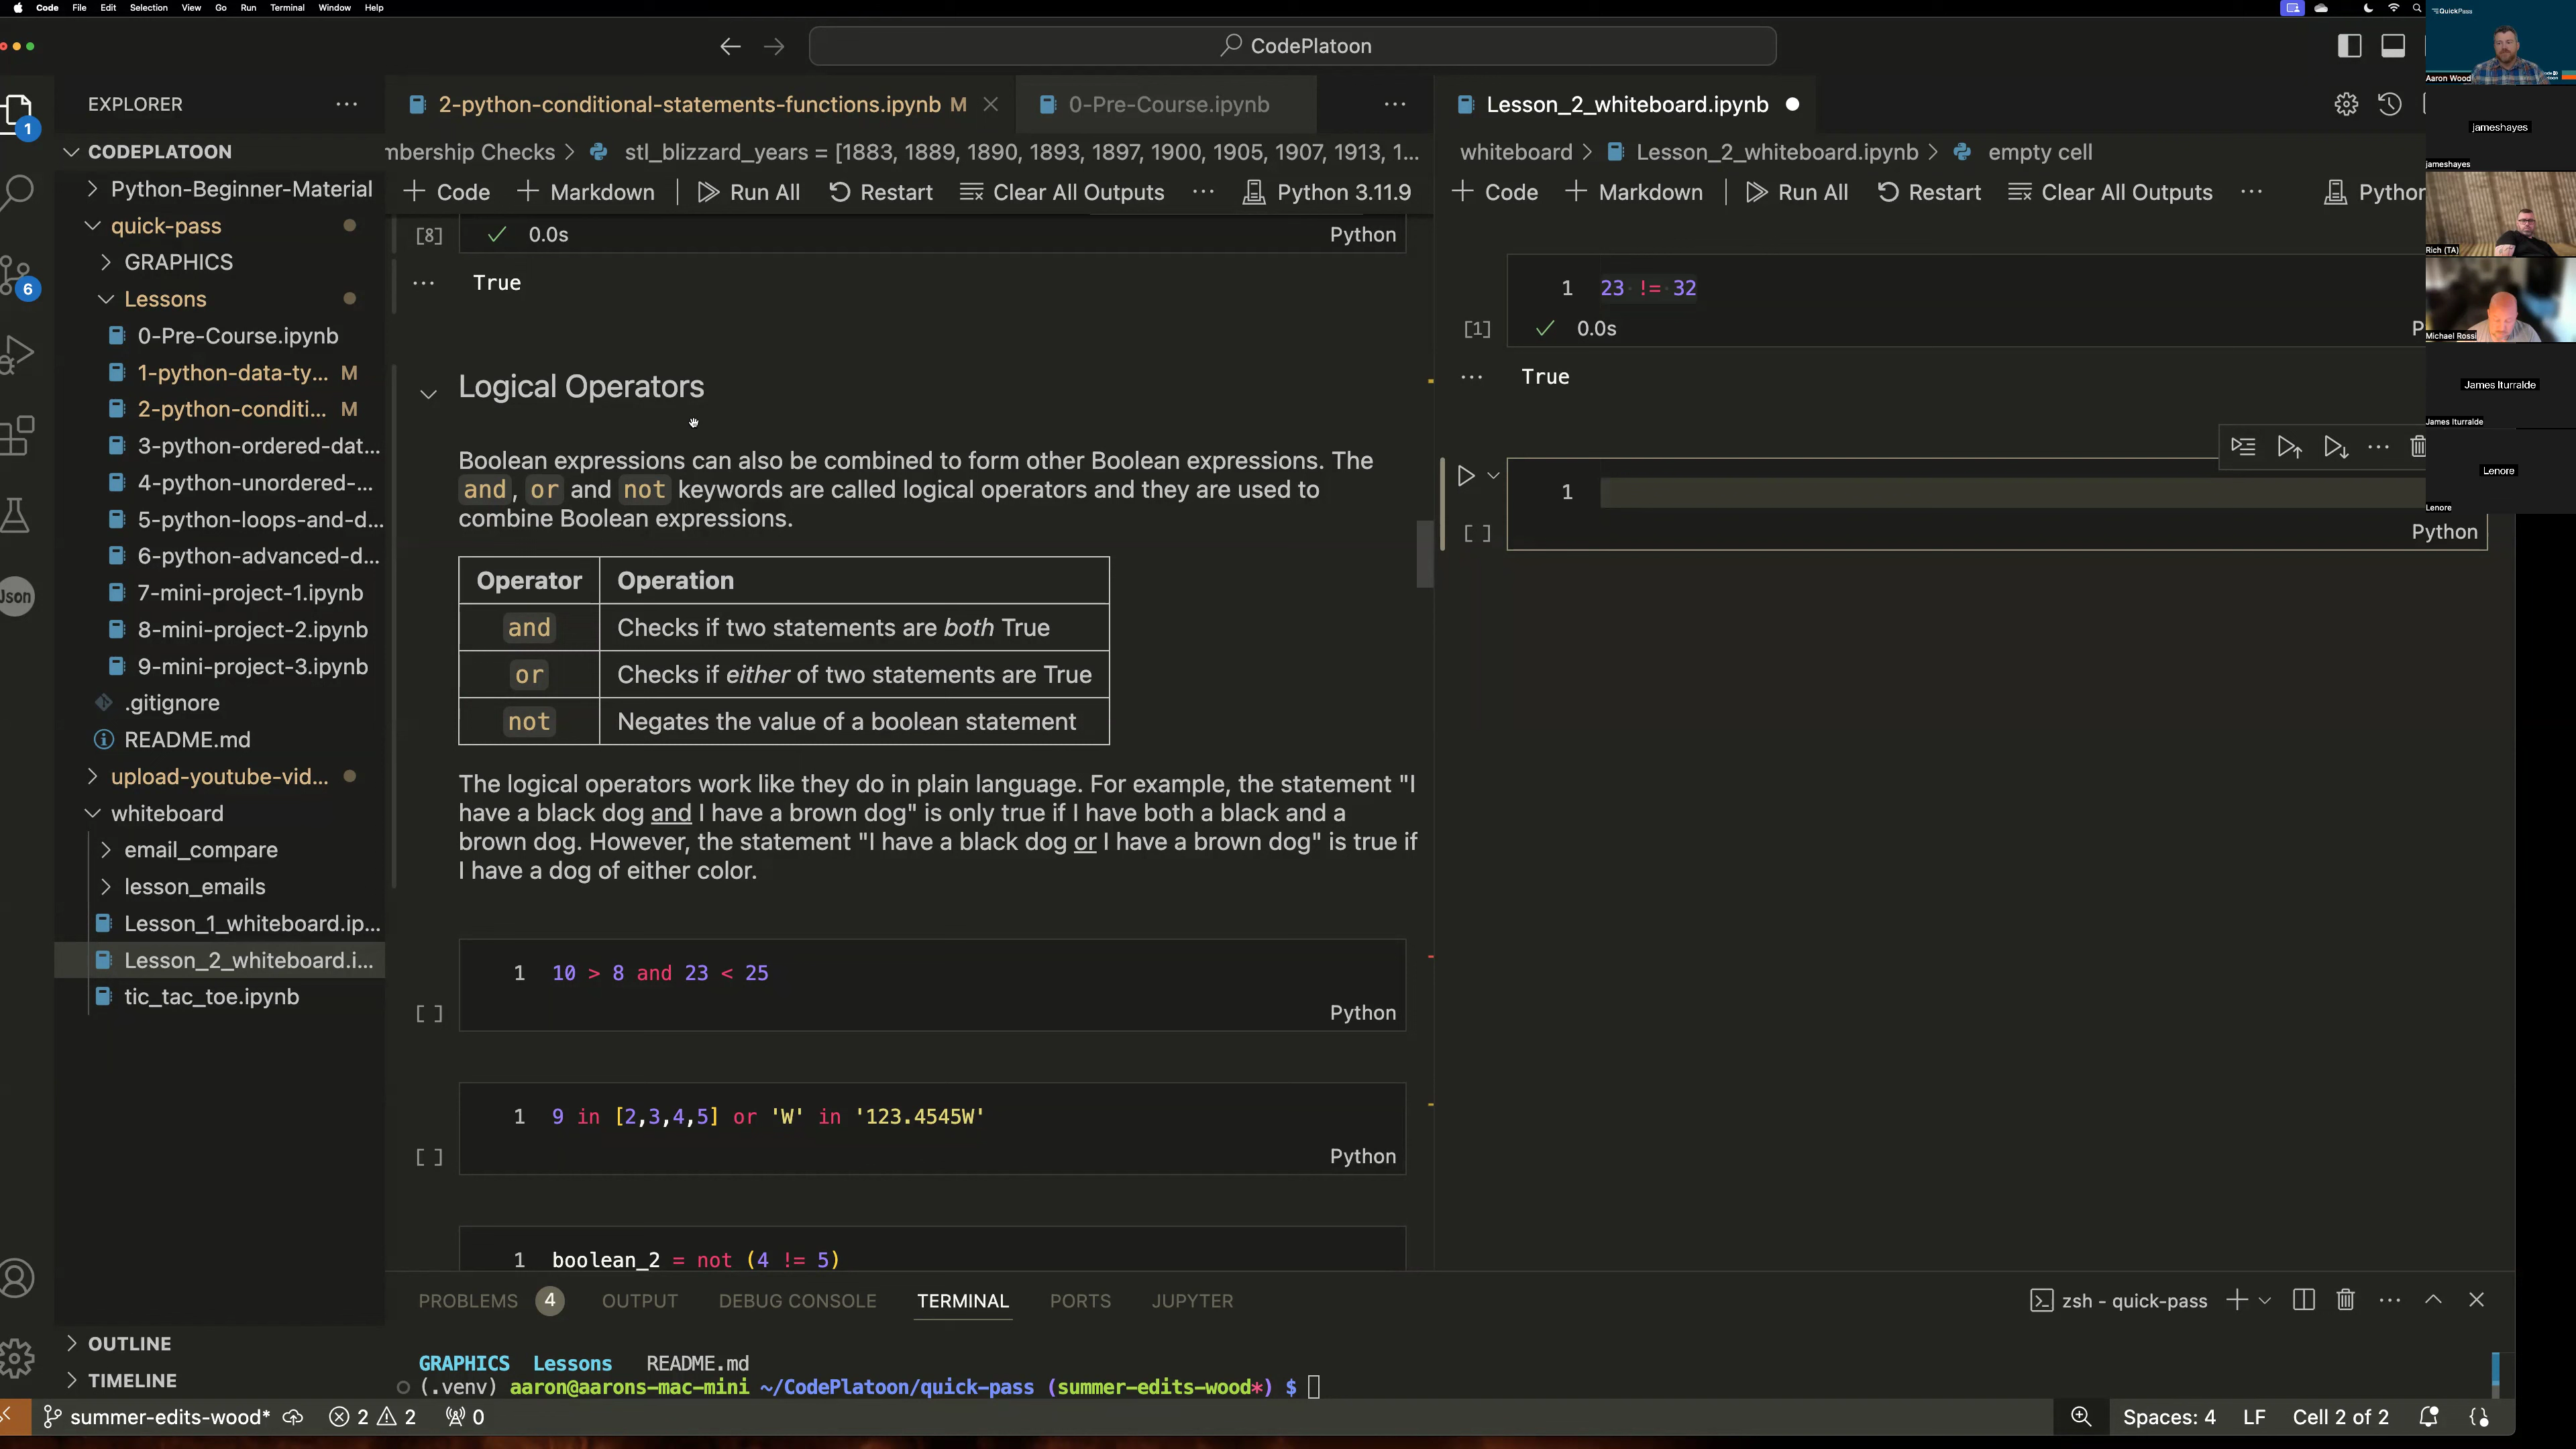 Code File Edit Selection View Go Run Terminal Window Help
CodePlatoon
EXPLORER
CODEPLATOON
Python-Beginner-Material
quick-pass
GRAPHICS
Lessons
0-Pre-Course.ipynb
1-python-data-ty... M
2-python-conditi... M
3-python-ordered-dat...
4-python-unordered-...
5-python-loops-and-d...
6-python-advanced-d...
7-mini-project-1.ipynb
8-mini-project-2.ipynb
9-mini-project-3.ipynb
.gitignore
README.md
upload-youtube-vid...
whiteboard
email_compare
lesson_emails
Lesson_1_whiteboard.ip...
Lesson_2_whiteboard.i...
tic_tac_toe.ipynb
OUTLINE
TIMELINE
1
6
Json
2-python-conditional-statements-functions.ipynb M
0-Pre-Course.ipynb
mbership Checks > stl_blizzard_years = [1883, 1889, 1890, 1893, 1897, 1900, 1905, 1907, 1913, 1...
+ Code + Markdown Run All Restart Clear All Outputs ... Python 3.11.9
[8] 0.0s Python
True
Logical Operators
Boolean expressions can also be combined to form other Boolean expressions. The
and, or and not keywords are called logical operators and they are used to
combine Boolean expressions.
Operator Operation
and Checks if two statements are both True
or Checks if either of two statements are True
not Negates the value of a boolean statement
The logical operators work like they do in plain language. For example, the statement "I
have a black dog and I have a brown dog" is only true if I have both a black and a
brown dog. However, the statement "I have a black dog or I have a brown dog" is true if
I have a dog of either color.
1 10 > 8 and 23 < 25
[ ] Python
1 9 in [2,3,4,5] or 'W' in '123.4545W'
[ ] Python
1 boolean_2 = not (4 != 5)
Lesson_2_whiteboard.ipynb
whiteboard > Lesson_2_whiteboard.ipynb > empty cell
+ Code + Markdown Run All Restart Clear All Outputs ... Python
1 23 != 32
[1] 0.0s P
True
1
[ ] Python
QuickPass
Aaron Wood
jameshayes
jameshayes
Rich (TA)
Michael Rossi
James Iturralde
James Iturralde
Lenore
Lenore
PROBLEMS 4 OUTPUT DEBUG CONSOLE TERMINAL PORTS JUPYTER
zsh - quick-pass
GRAPHICS Lessons README.md
(.venv) aaron@aarons-mac-mini ~/CodePlatoon/quick-pass (summer-edits-wood*) $
summer-edits-wood* 2 2 0
Spaces: 4 LF Cell 2 of 2